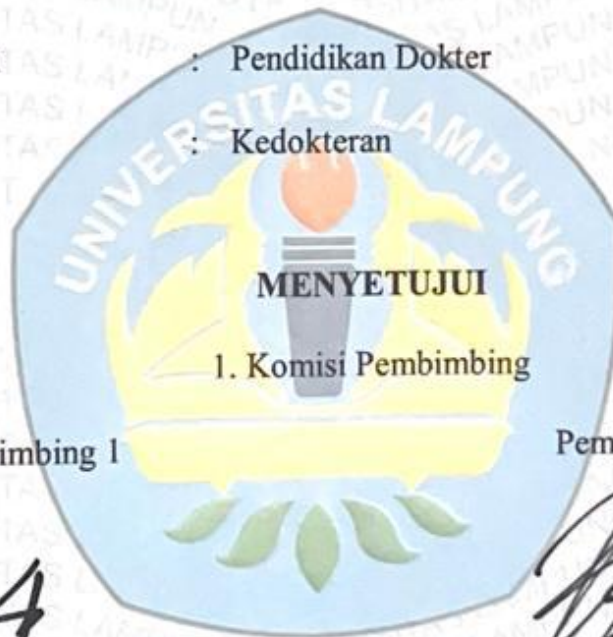 : Pendidikan Dokter
UNIVERSITAS LAMPUNG
: Kedokteran
MENYETUJUI
1. Komisi Pembimbing
imbing 1
Pem